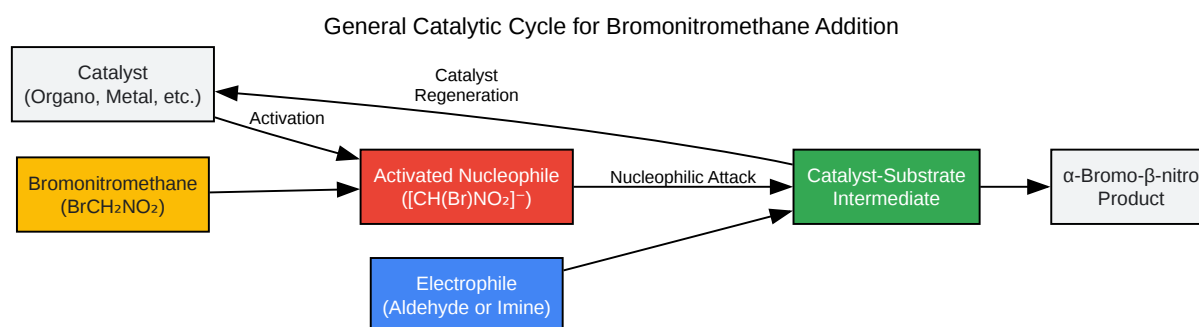 General Catalytic Cycle for Bromonitromethane Addition
Catalyst
(Organo, Metal, etc.)
Catalyst
Regeneration
Activation
Bromonitromethane
(BrCH₂NO₂)
Activated Nucleophile
([CH(Br)NO₂]⁻)
Nucleophilic Attack
Catalyst-Substrate
Intermediate
α-Bromo-β-nitro
Product
Electrophile
(Aldehyde or Imine)